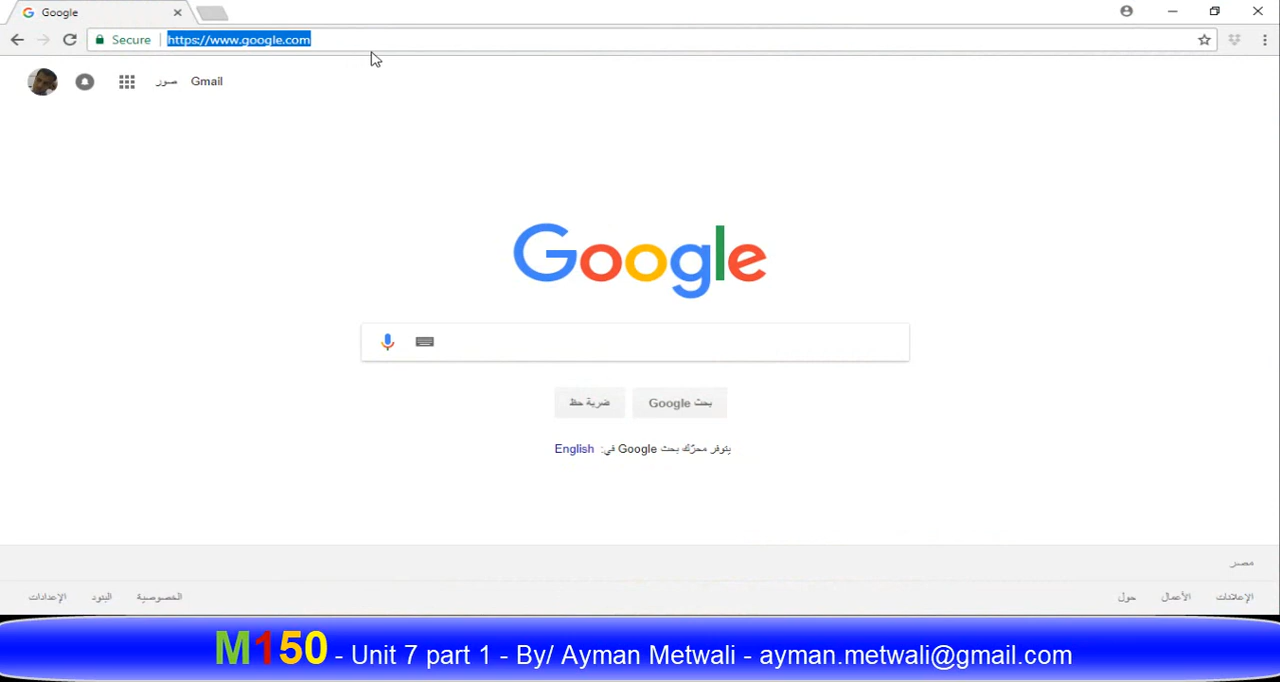 Google
Secure | https://www.google.com
صور Gmail
Google
بحث Google ضربة حظ
يتوفر محرّك بحث Google في: English
مصر
الإعلانات الأعمال حول الخصوصية البنود الإعدادات
M150 - Unit 7 part 1 - By/ Ayman Metwali - ayman.metwali@gmail.com